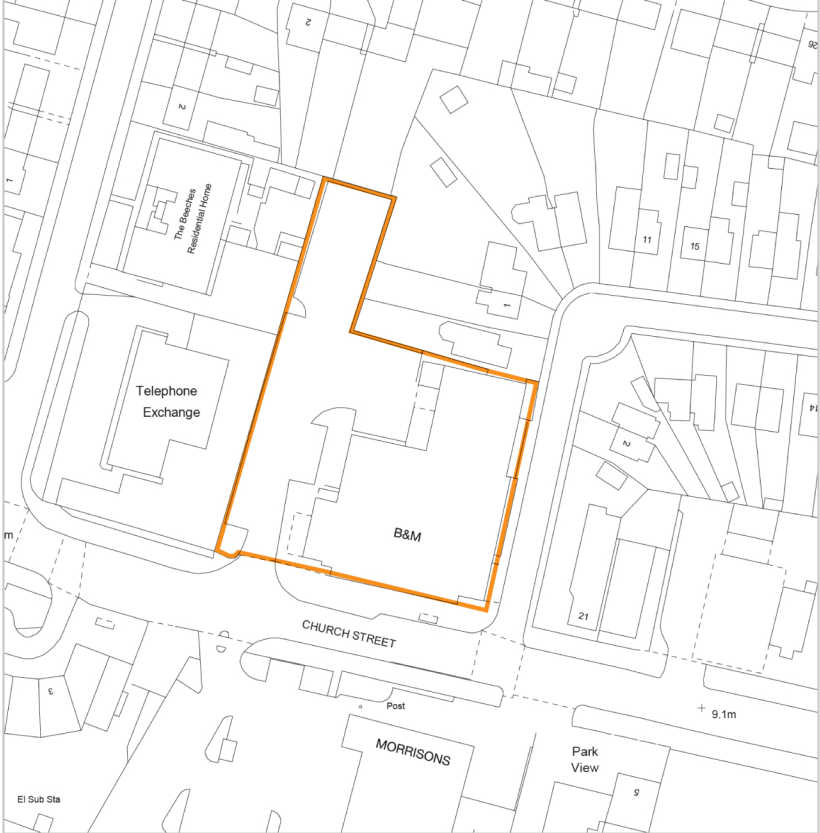 2
26
2
1
The Beeches
Residential Home
11
15
1
Telephone
Exchange
14
2
B&M
m
21
CHURCH STREET
3
Post
9.1m
MORRISONS
Park
View
5
El Sub Sta